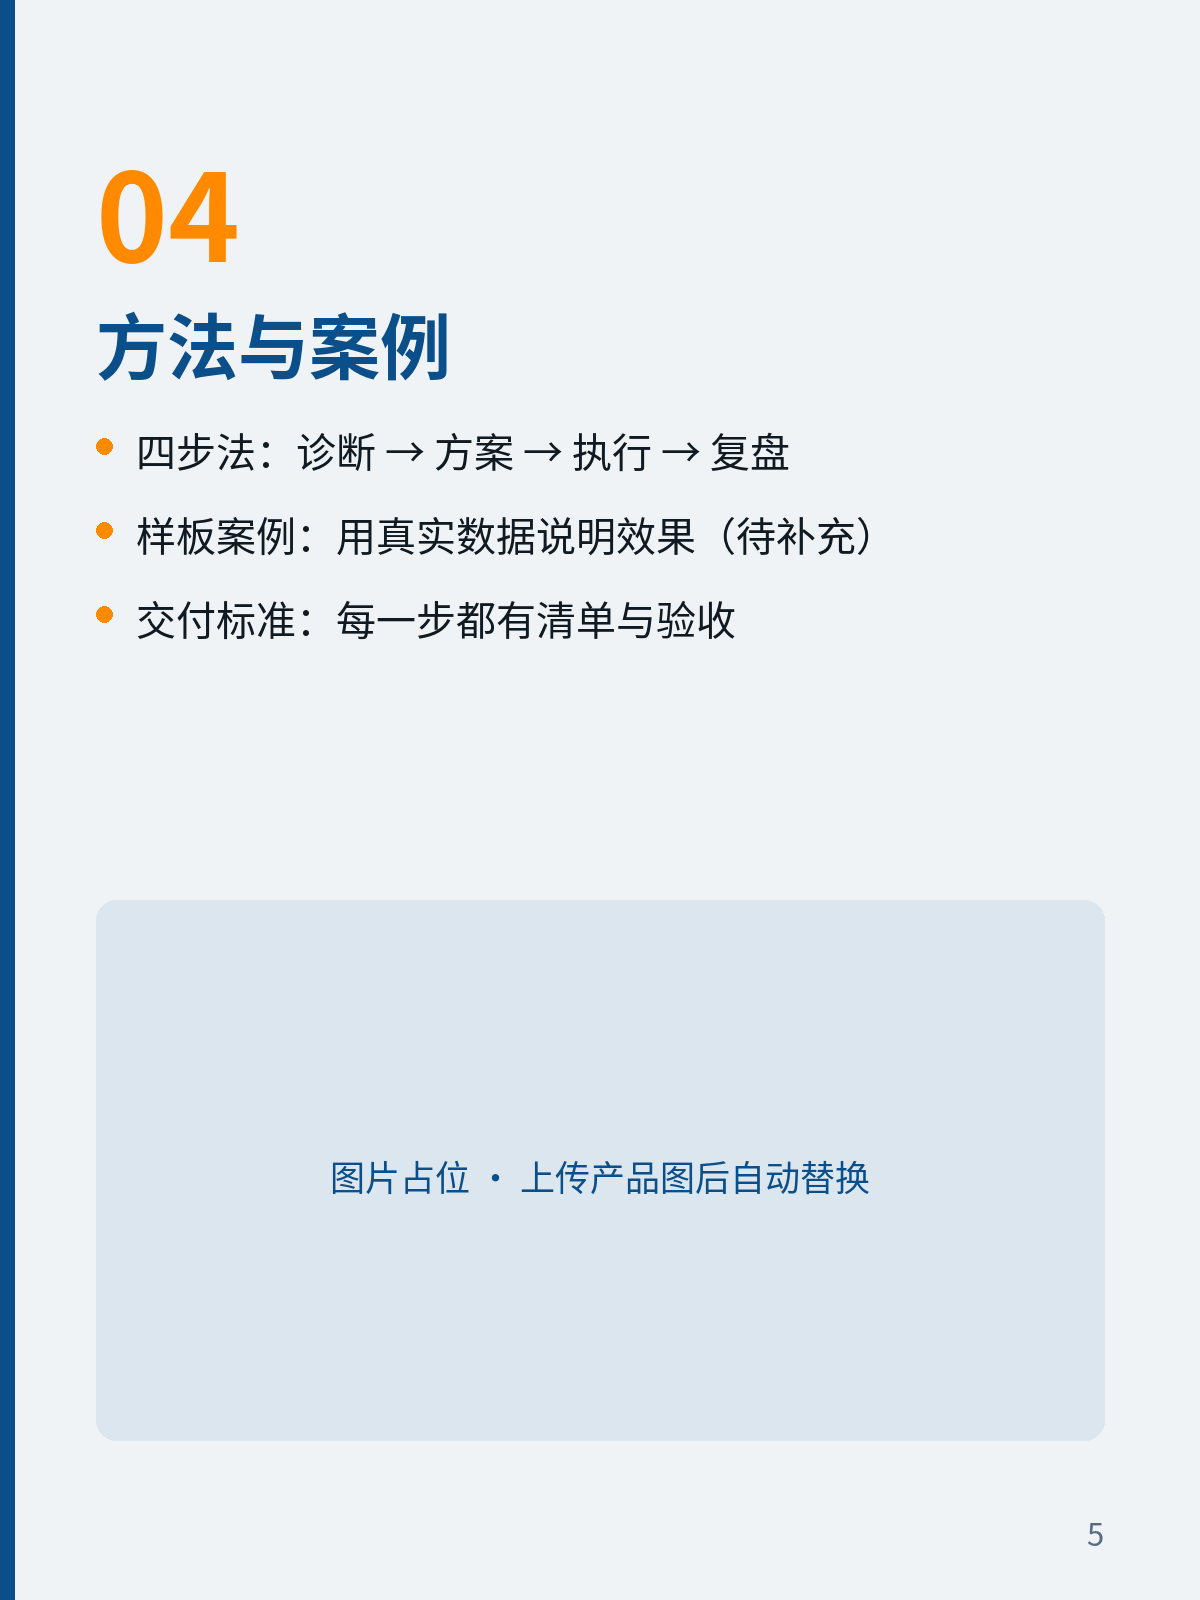 04
方法与案例
四步法：诊断 → 方案 → 执行 → 复盘
样板案例：用真实数据说明效果（待补充）
交付标准：每一步都有清单与验收
图片占位 · 上传产品图后自动替换
5